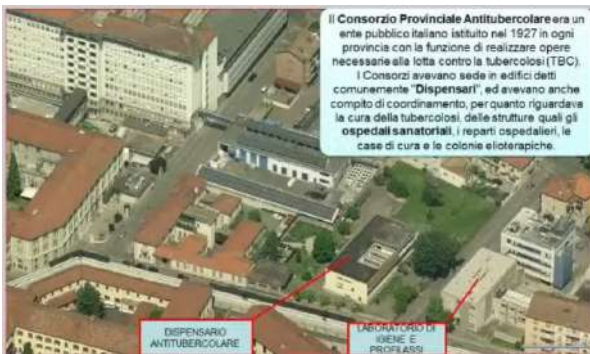 Il Consorzio Provinciale Antitubercolare era un
ente pubblico italiano istituito nel 1927 in ogni
provincia con la funzione di realizzare opere
necessarie alla lotta contro la tubercolosi (TBC).
I Consorzi avevano sede in edifici detti
comunemente "Dispensari", ed avevano anche
compito di coordinamento, per quanto riguardava
la cura della tubercolosi, delle strutture quali gli
ospedali sanatoriali, i reparti ospedalieri, le
case di cura e le colonie elioterapiche.
DISPENSARIO
ANTITUBERCOLARE
LABORATORIO DI
IGIENE E
PROFILASSI